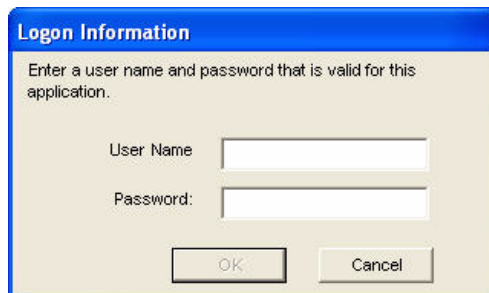 Logon Information
Enter a user name and password that is valid for this
application.
User Name
Password:
OK
Cancel